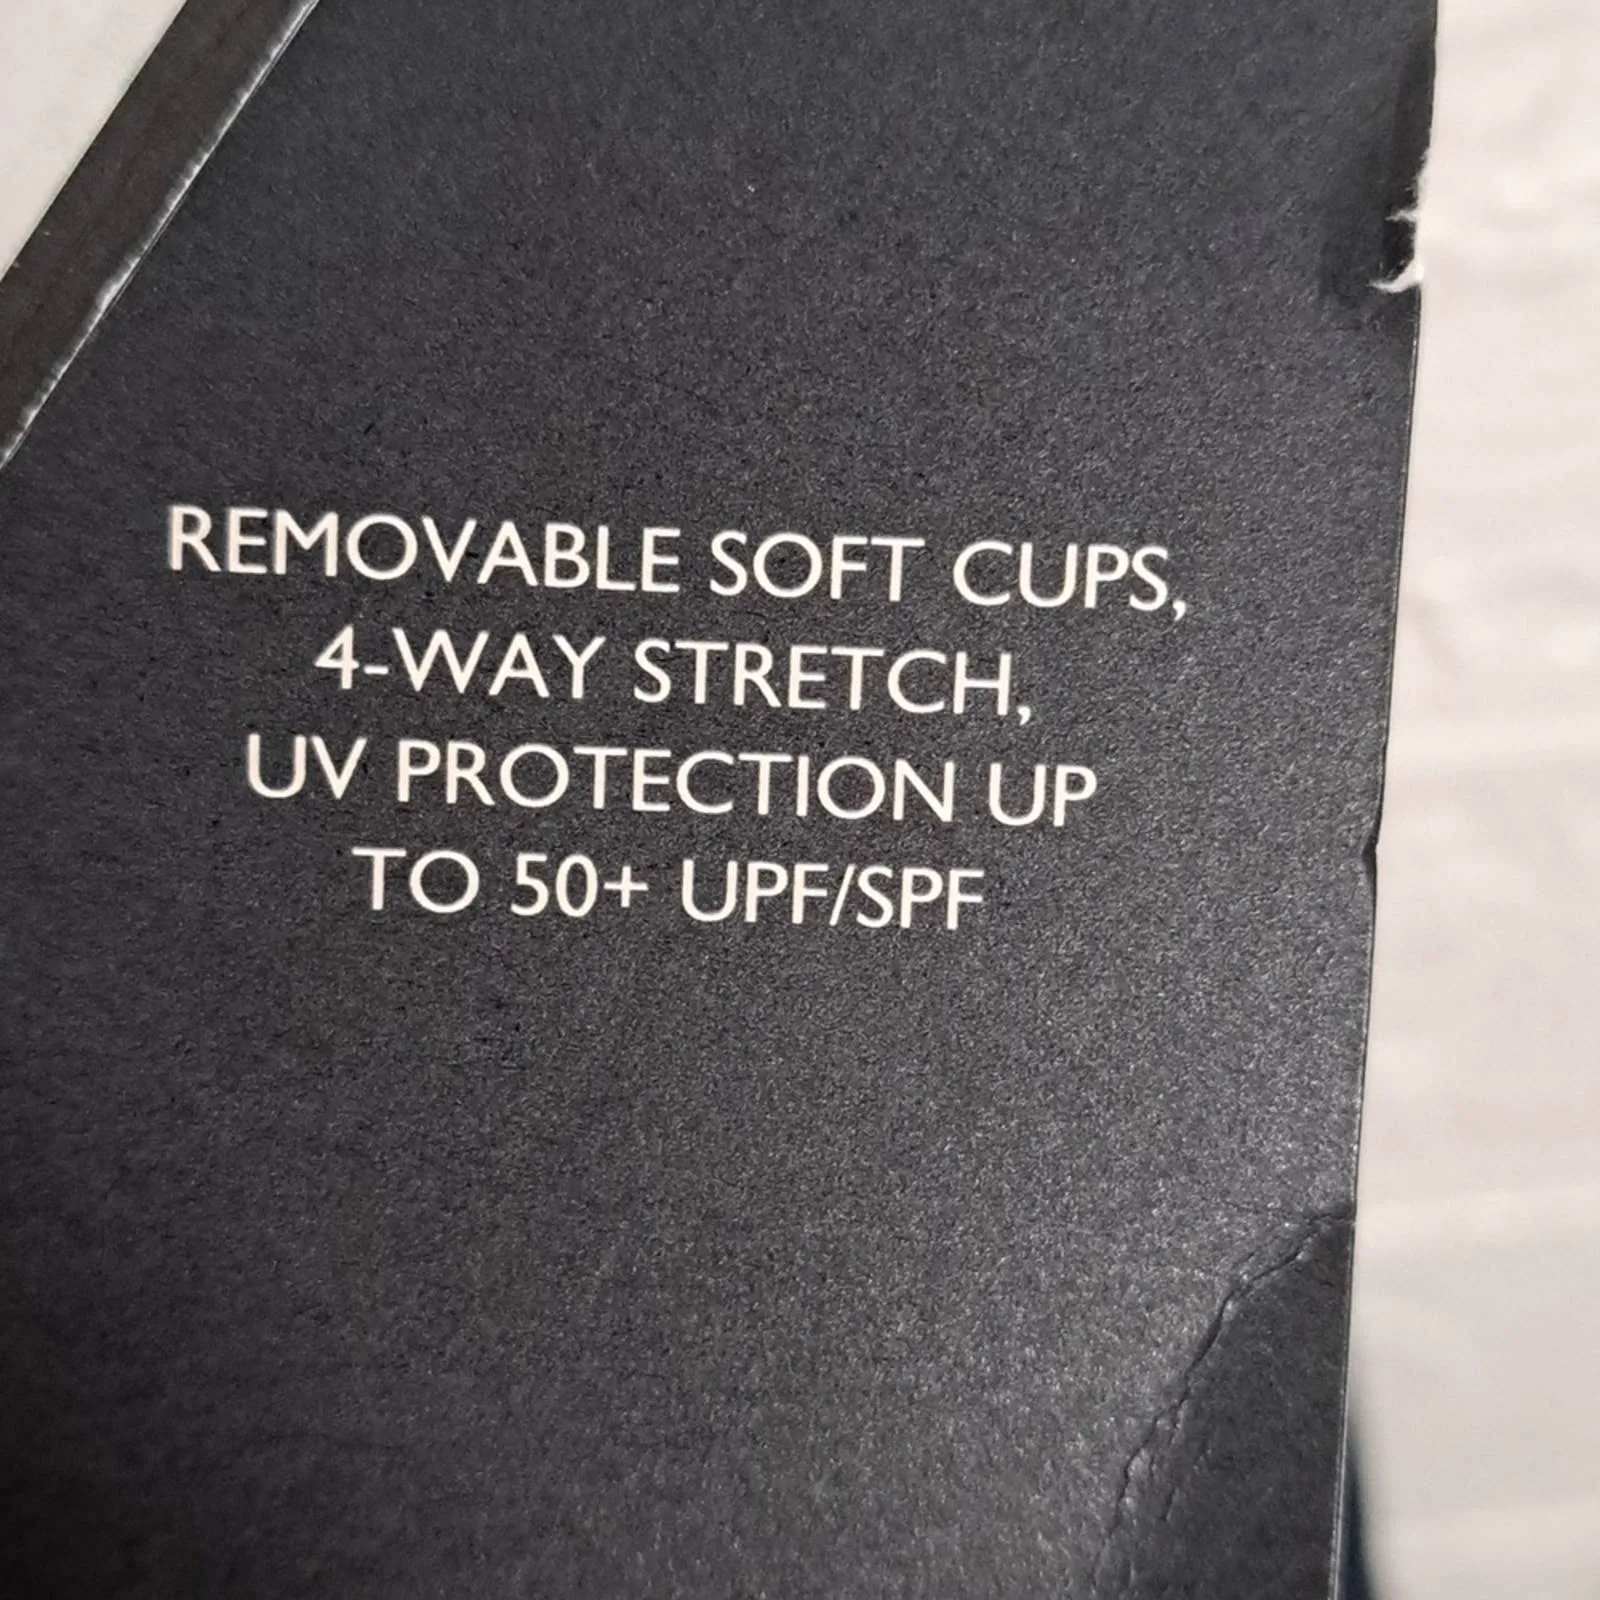 REMOVABLE SOFT CUPS,
4-WAY STRETCH,
UV PROTECTION UP
TO 50+ UPF/SPF